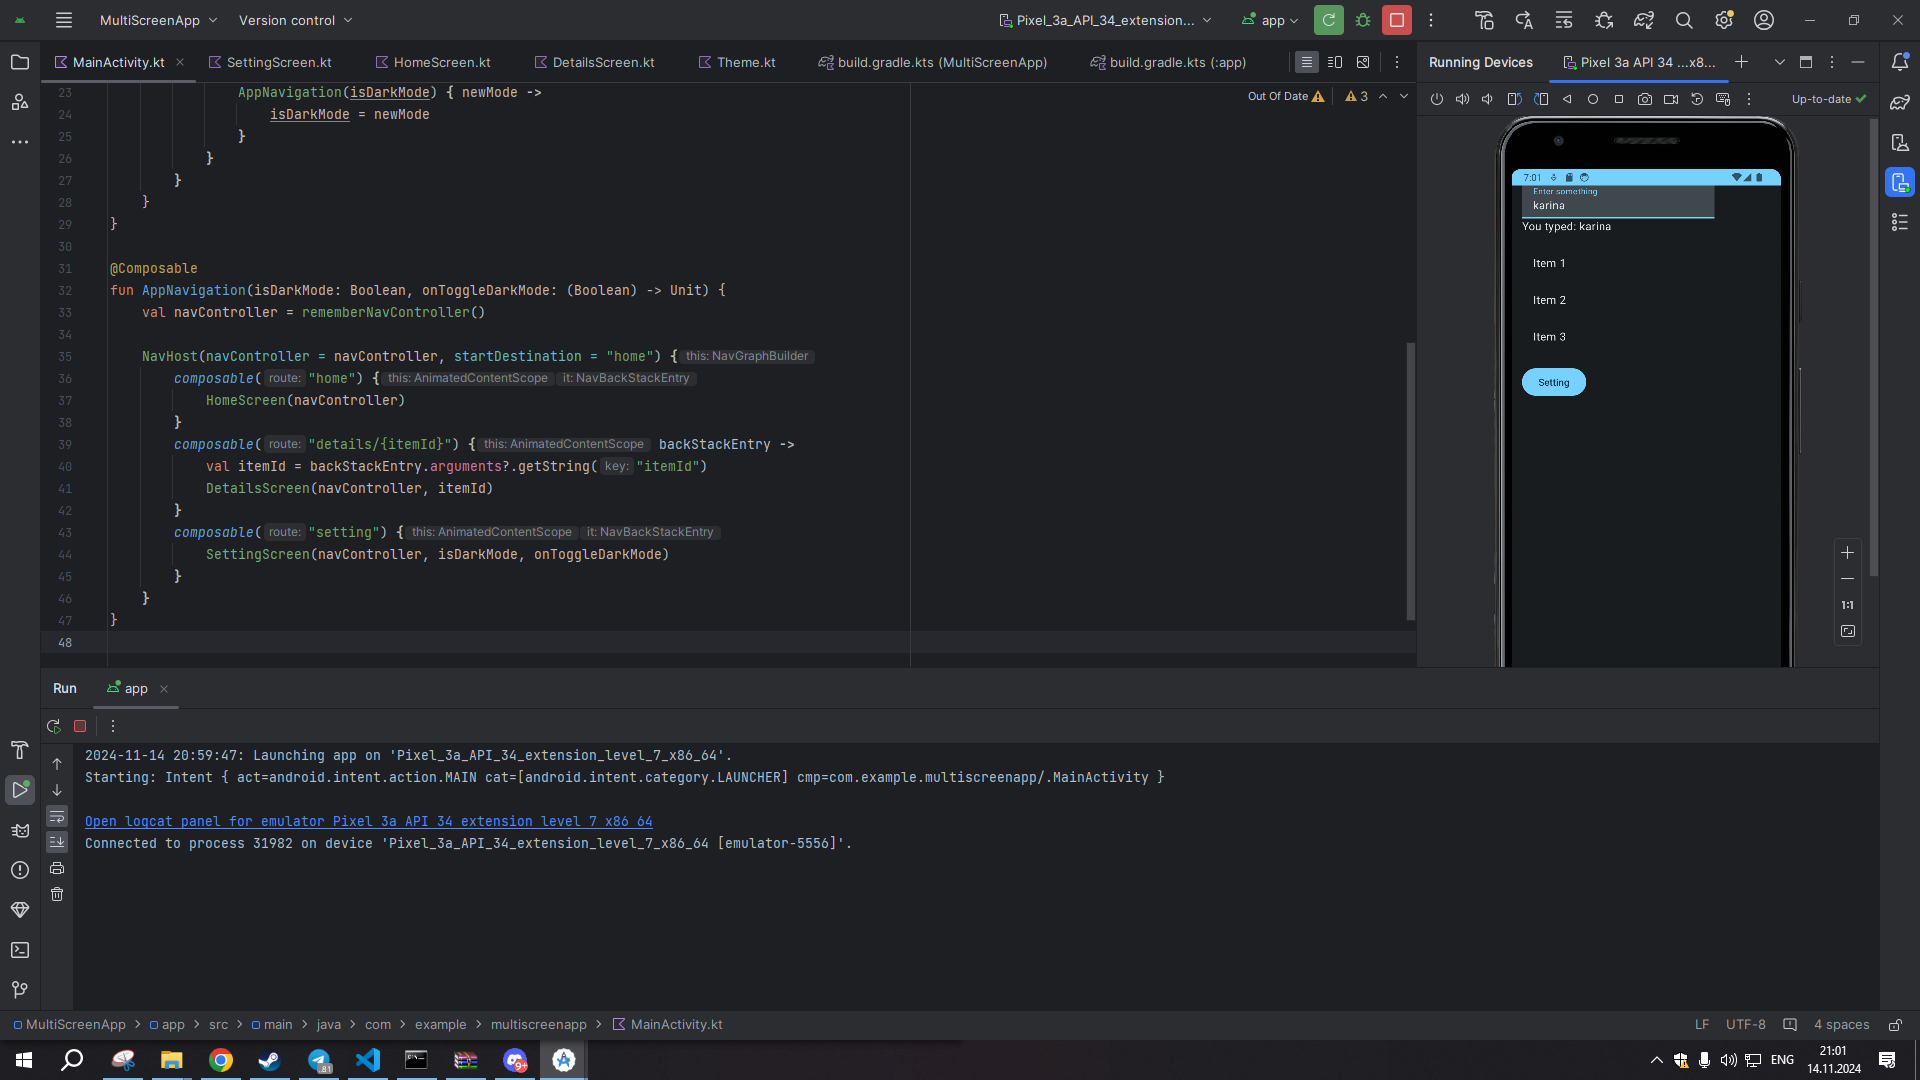 MultiScreenApp
Version control
Pixel_3a_API_34_extension...
app
MainActivity.kt
SettingScreen.kt
HomeScreen.kt
DetailsScreen.kt
Theme.kt
build.gradle.kts (MultiScreenApp)
build.gradle.kts (:app)
Running Devices
Pixel 3a API 34 ...x8...
Out Of Date
3
Up-to-date
23 AppNavigation(isDarkMode) { newMode ->
24 isDarkMode = newMode
25 }
26 }
27 }
28 }
29 }
30
31 @Composable
32 fun AppNavigation(isDarkMode: Boolean, onToggleDarkMode: (Boolean) -> Unit) {
33 val navController = rememberNavController()
34
35 NavHost(navController = navController, startDestination = "home") { this: NavGraphBuilder
36 composable( route: "home") { this: AnimatedContentScope it: NavBackStackEntry
37 HomeScreen(navController)
38 }
39 composable( route: "details/{itemId}") { this: AnimatedContentScope backStackEntry ->
40 val itemId = backStackEntry.arguments?.getString( key: "itemId")
41 DetailsScreen(navController, itemId)
42 }
43 composable( route: "setting") { this: AnimatedContentScope it: NavBackStackEntry
44 SettingScreen(navController, isDarkMode, onToggleDarkMode)
45 }
46 }
47 }
48
7:01
Enter something
karina
You typed: karina
Item 1
Item 2
Item 3
Setting
1:1
Run
app
2024-11-14 20:59:47: Launching app on 'Pixel_3a_API_34_extension_level_7_x86_64'.
Starting: Intent { act=android.intent.action.MAIN cat=[android.intent.category.LAUNCHER] cmp=com.example.multiscreenapp/.MainActivity }
Open logcat panel for emulator Pixel 3a API 34 extension level 7 x86 64
Connected to process 31982 on device 'Pixel_3a_API_34_extension_level_7_x86_64 [emulator-5556]'.
MultiScreenApp > app > src > main > java > com > example > multiscreenapp > MainActivity.kt
LF
UTF-8
4 spaces
81
9+
ENG
21:01
14.11.2024